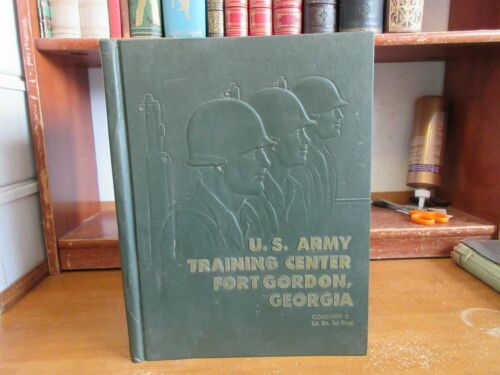 U.S. ARMY
TRAINING CENTER
FORT GORDON,
GEORGIA
COMPANY C
1st. Bn. 1st Regt.